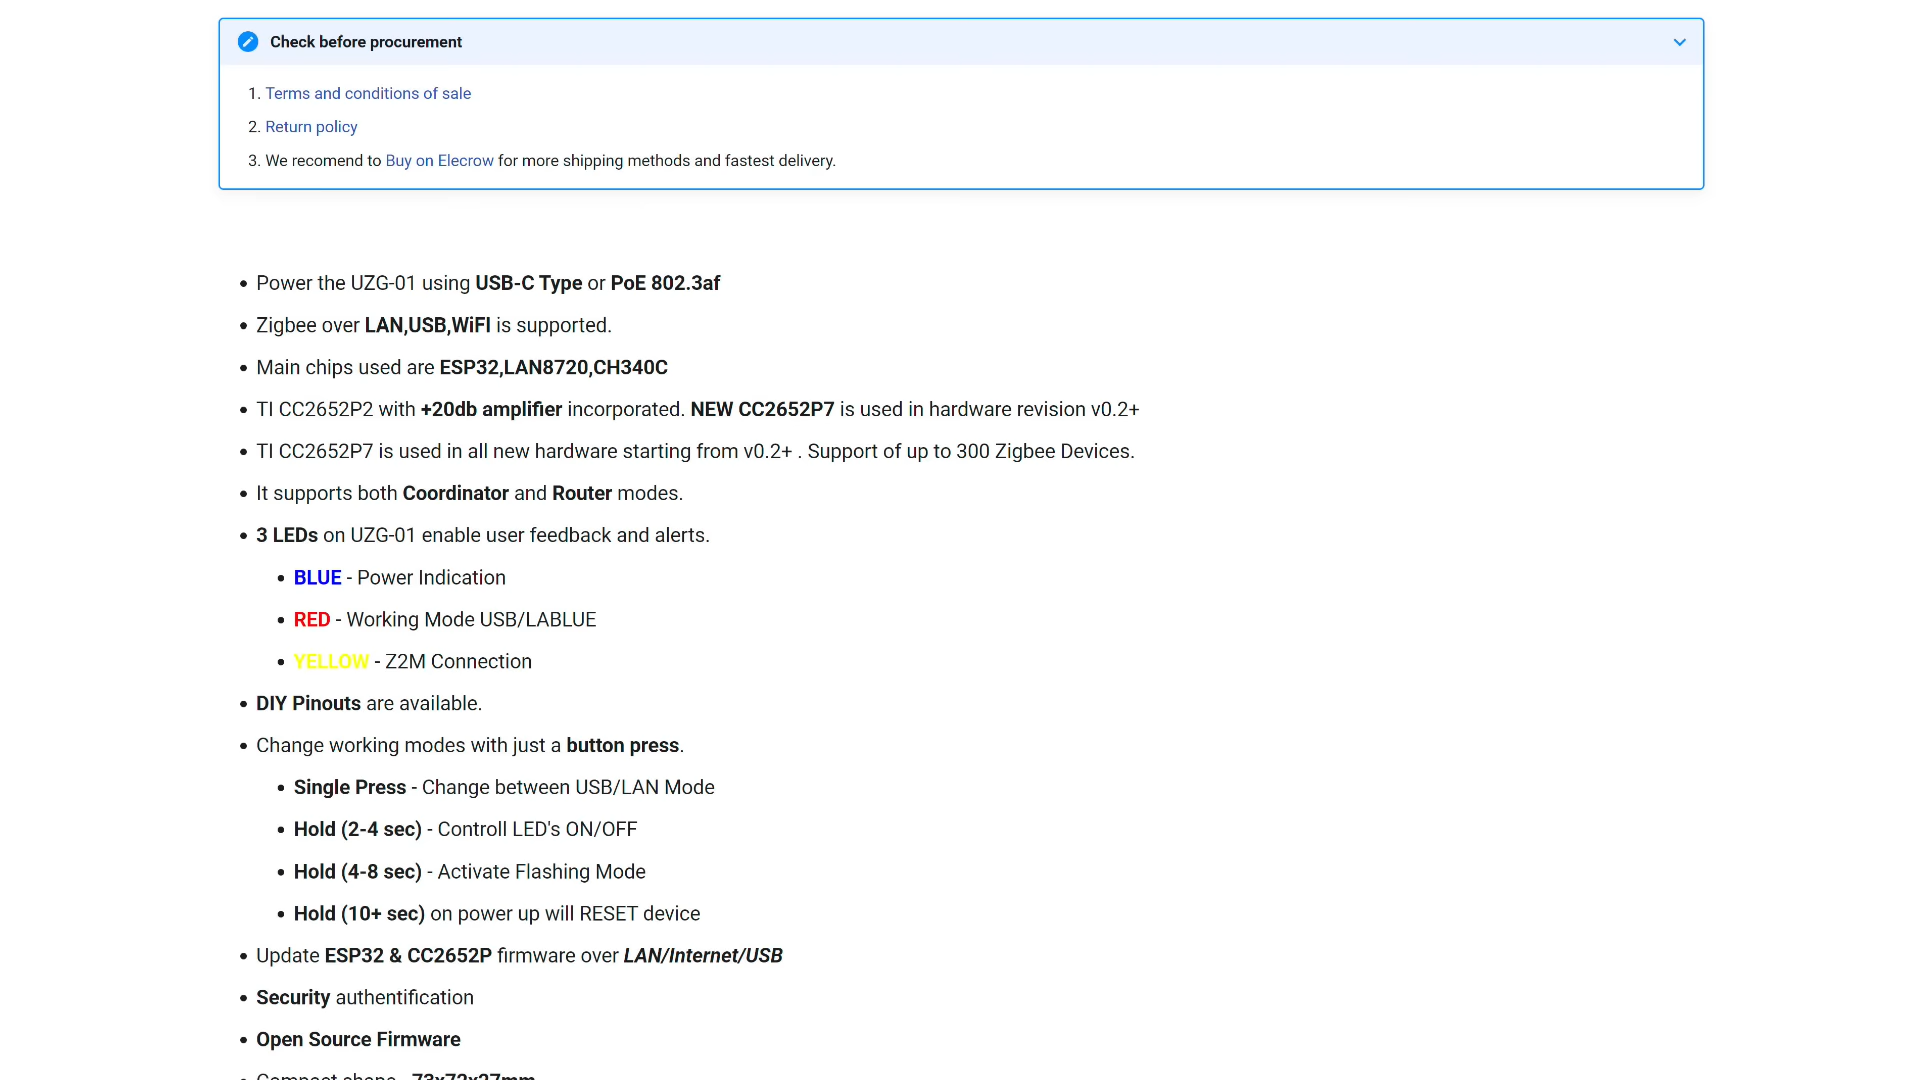 Check before procurement
1. Terms and conditions of sale
2. Return policy
3. We recomend to Buy on Elecrow for more shipping methods and fastest delivery.
• Power the UZG-01 using USB-C Type or PoE 802.3af
• Zigbee over LAN,USB,WiFI is supported.
• Main chips used are ESP32,LAN8720,CH340C
• TI CC2652P2 with +20db amplifier incorporated. NEW CC2652P7 is used in hardware revision v0.2+
• TI CC2652P7 is used in all new hardware starting from v0.2+ . Support of up to 300 Zigbee Devices.
• It supports both Coordinator and Router modes.
• 3 LEDs on UZG-01 enable user feedback and alerts.
• BLUE - Power Indication
• RED - Working Mode USB/LABLUE
• YELLOW - Z2M Connection
• DIY Pinouts are available.
• Change working modes with just a button press.
• Single Press - Change between USB/LAN Mode
• Hold (2-4 sec) - Controll LED's ON/OFF
• Hold (4-8 sec) - Activate Flashing Mode
• Hold (10+ sec) on power up will RESET device
• Update ESP32 & CC2652P firmware over LAN/Internet/USB
• Security authentification
• Open Source Firmware
• Compact shape - 73x72x27mm